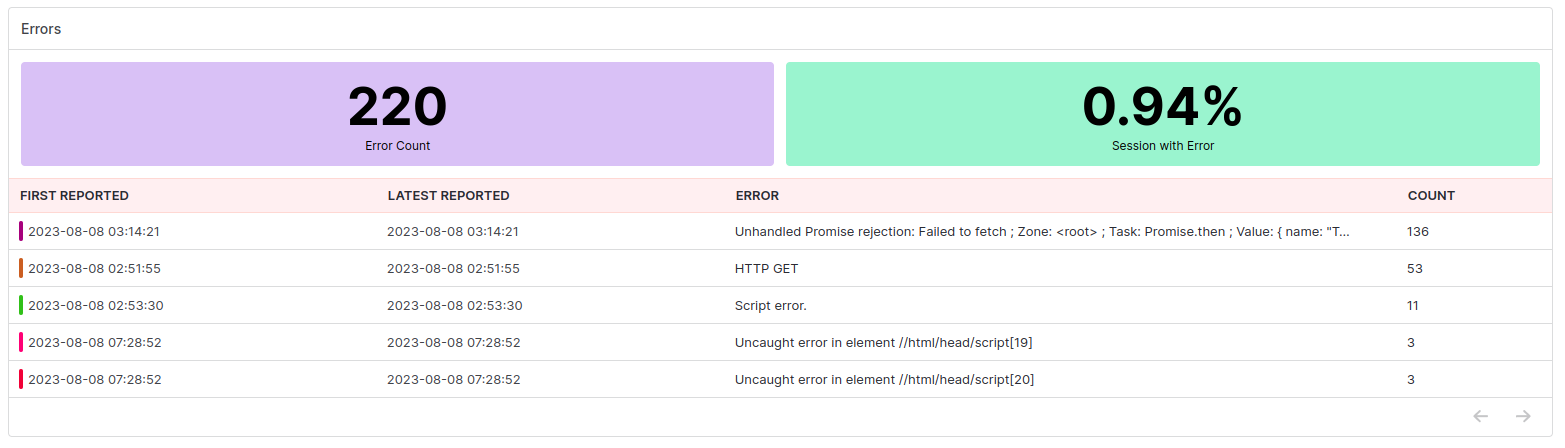 Errors
220
Error Count
0.94%
Session with Error
FIRST REPORTED LATEST REPORTED ERROR COUNT
2023-08-08 03:14:21 2023-08-08 03:14:21 Unhandled Promise rejection: Failed to fetch ; Zone: <root> ; Task: Promise.then ; Value: { name: "T... 136
2023-08-08 02:51:55 2023-08-08 02:51:55 HTTP GET 53
2023-08-08 02:53:30 2023-08-08 02:53:30 Script error. 11
2023-08-08 07:28:52 2023-08-08 07:28:52 Uncaught error in element //html/head/script[19] 3
2023-08-08 07:28:52 2023-08-08 07:28:52 Uncaught error in element //html/head/script[20] 3